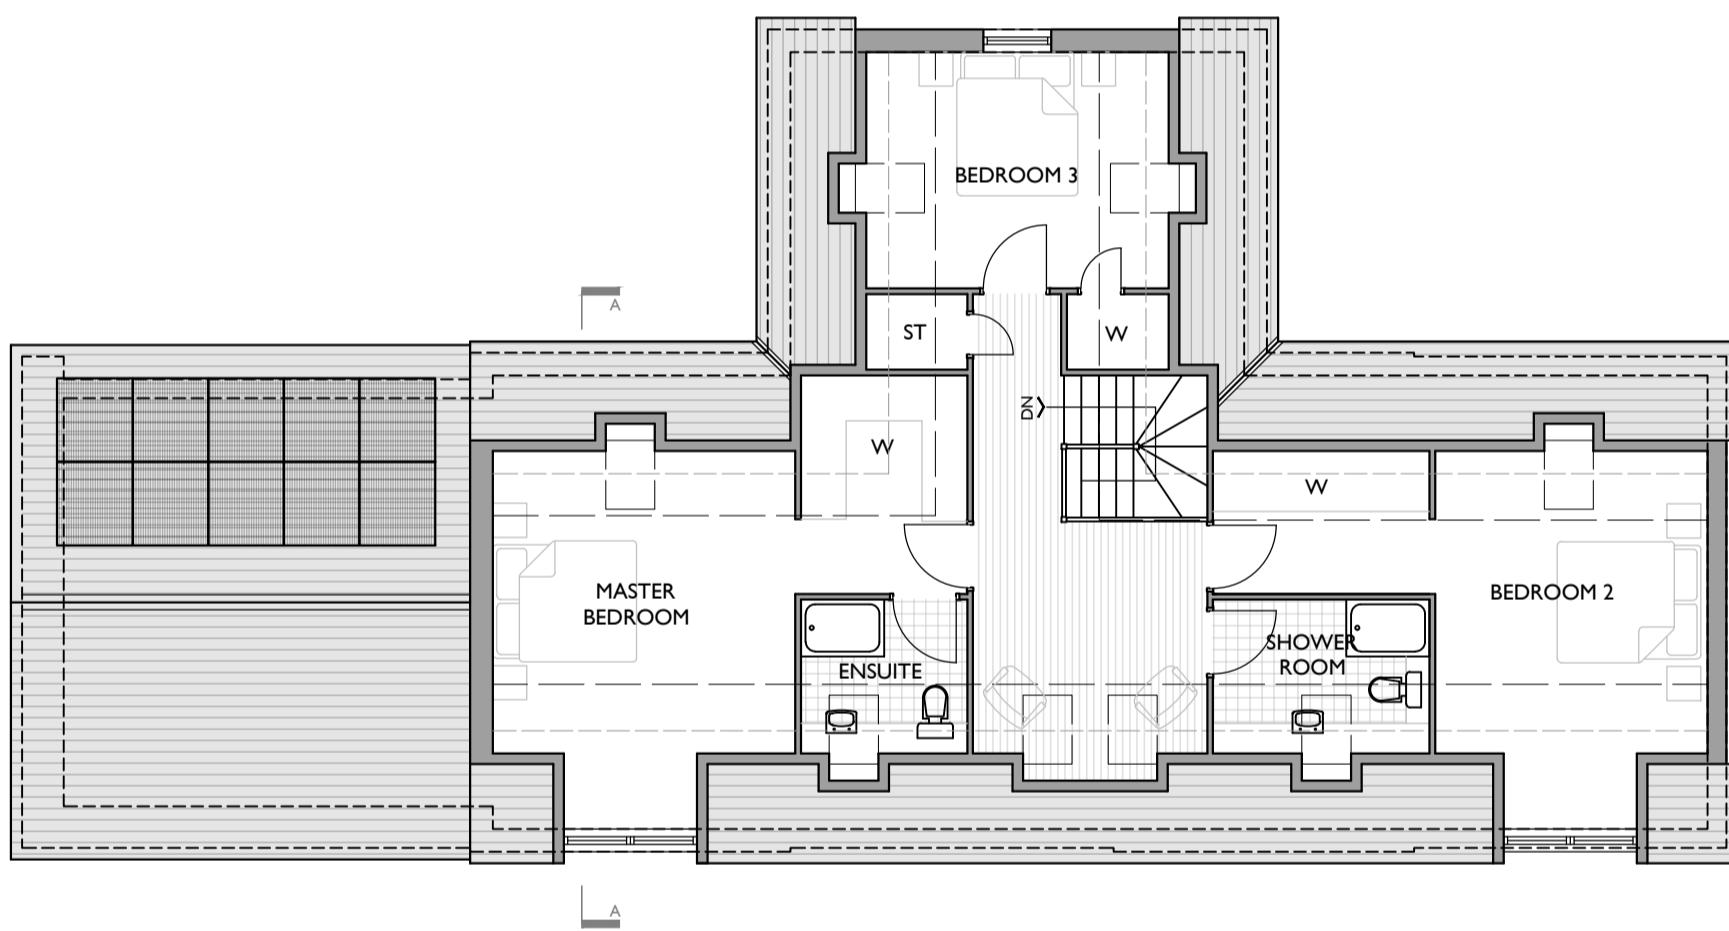 BEDROOM 3
A
ST
W
DN
W
W
MASTER
BEDROOM
BEDROOM 2
ENSUITE
SHOWER
ROOM
A